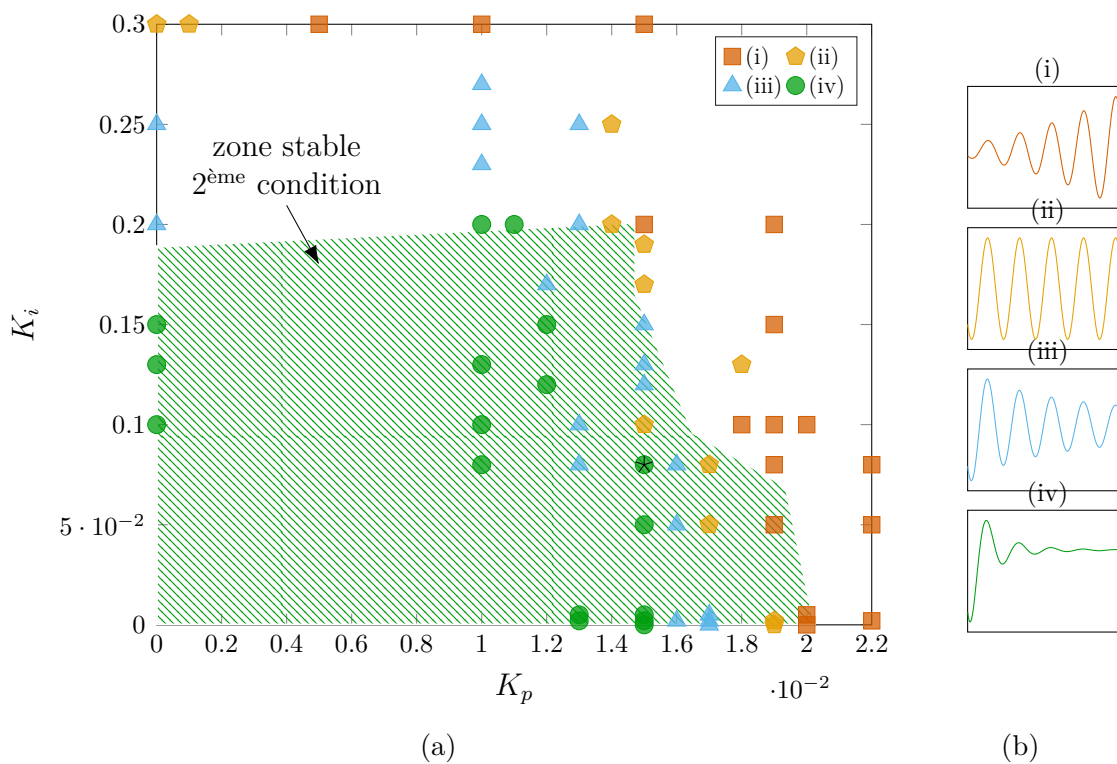 0.3
0.25
0.2
0.15
0.1
5 · 10⁻²
0
K_i
zone stable
2ᵉᵐᵉ condition
(i) (ii)
(iii) (iv)
0 0.2 0.4 0.6 0.8 1 1.2 1.4 1.6 1.8 2 2.2
·10⁻²
K_p
(a)
(i)
(ii)
(iii)
(iv)
(b)